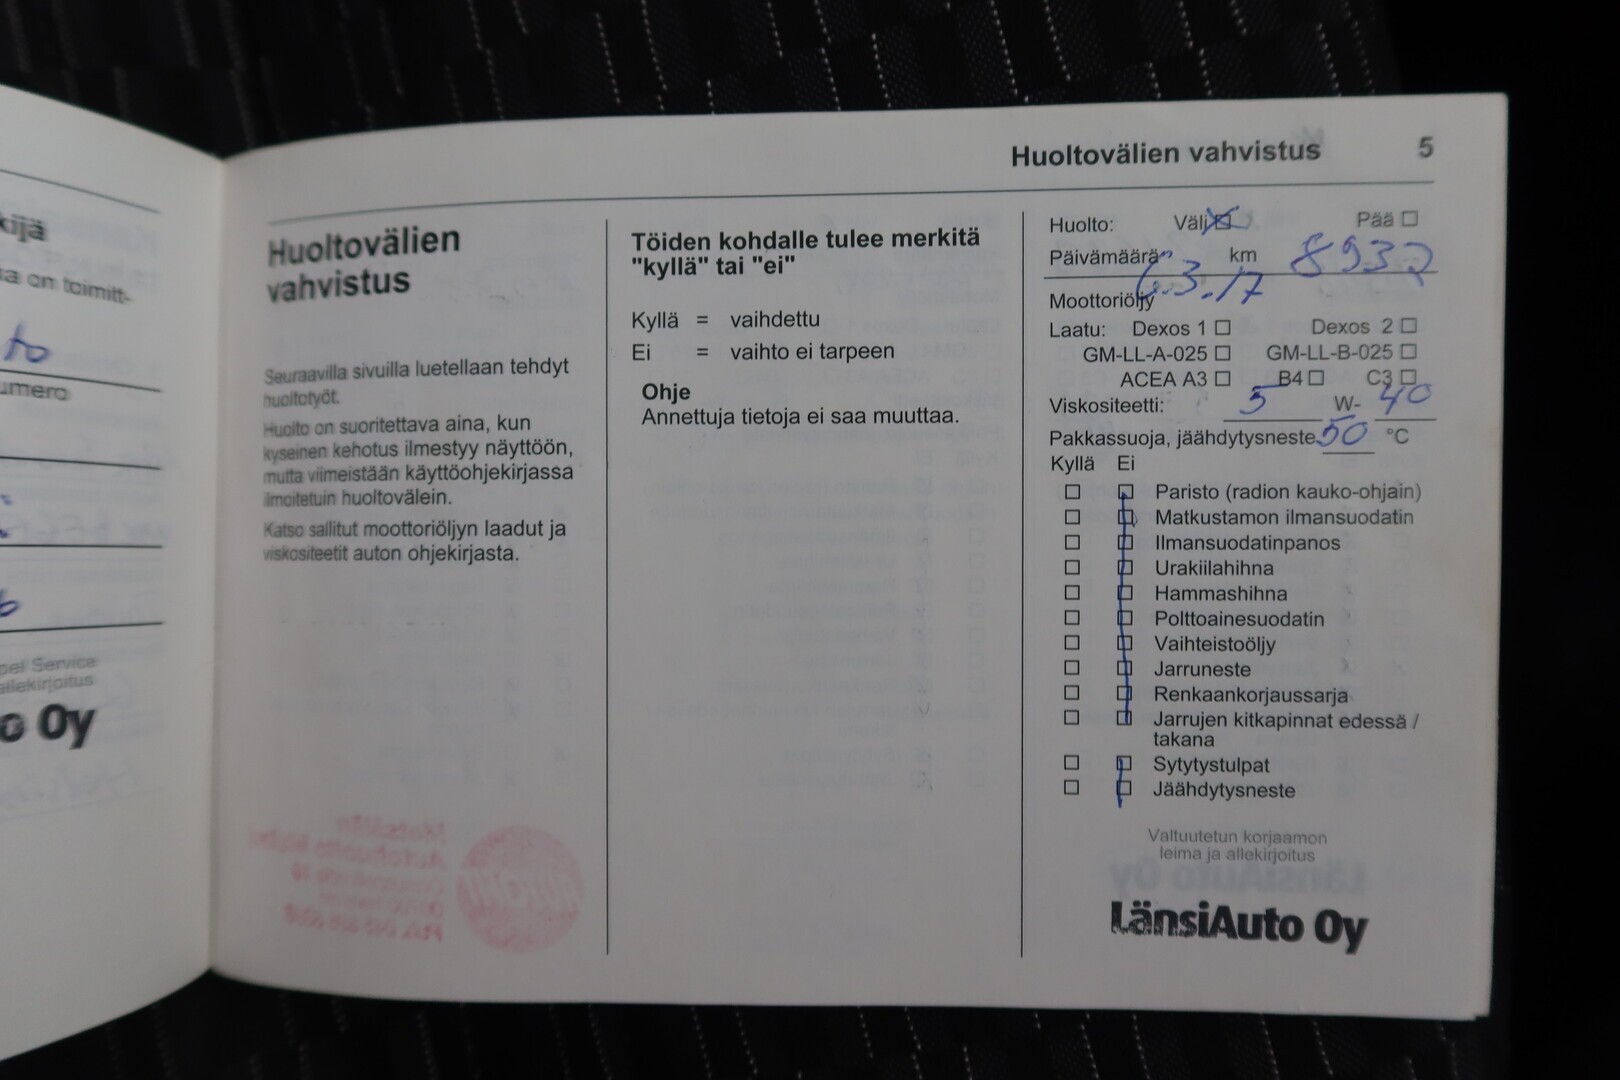 Huoltovälien vahvistus 5
kijä
sa on toimitt-
to
umero
pel Service
allekirjoitus
o Oy
Huoltovälien
vahvistus
Seuraavilla sivuilla luetellaan tehdyt
huoltotyöt.
Huolto on suoritettava aina, kun
kyseinen kehotus ilmestyy näyttöön,
mutta viimeistään käyttöohjekirjassa
ilmoitetuin huoltovälein.
Katso sallitut moottoriöljyn laadut ja
viskositeetit auton ohjekirjasta.
Töiden kohdalle tulee merkitä
"kyllä" tai "ei"
Kyllä = vaihdettu
Ei = vaihto ei tarpeen
Ohje
Annettuja tietoja ei saa muuttaa.
Huolto: Väli Pää
Päivämäärä 6.3.17 km 8932
Moottoriöljy
Laatu: Dexos 1 Dexos 2
GM-LL-A-025 GM-LL-B-025
ACEA A3 B4 C3
Viskositeetti: 5 W- 40
Pakkassuoja, jäähdytysneste 50 °C
Kyllä Ei
Paristo (radion kauko-ohjain)
Matkustamon ilmansuodatin
Ilmansuodatinpanos
Urakiilahihna
Hammashihna
Polttoainesuodatin
Vaihteistoöljy
Jarruneste
Renkaankorjaussarja
Jarrujen kitkapinnat edessä /
takana
Sytytystulpat
Jäähdytysneste
Valtuutetun korjaamon
leima ja allekirjoitus
LänsiAuto Oy